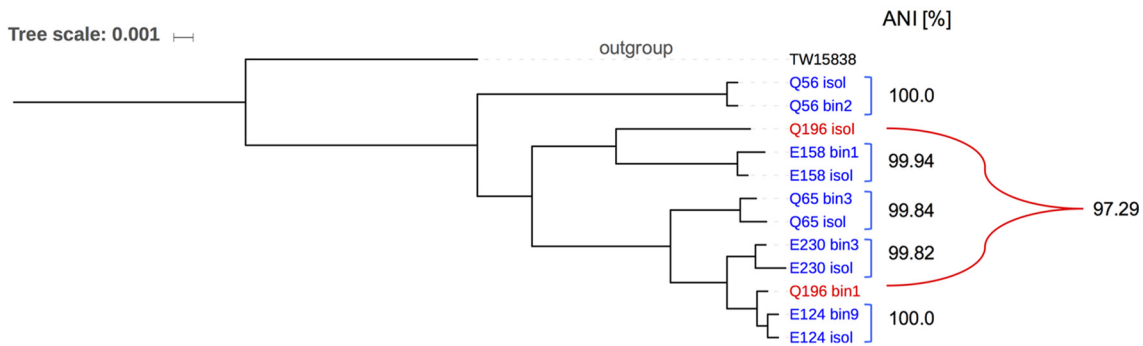 ANI [%]
Tree scale: 0.001
outgroup
TW15838
Q56 isol
Q56 bin2
100.0
Q196 isol
E158 bin1
E158 isol
99.94
Q65 bin3
Q65 isol
99.84
97.29
E230 bin3
E230 isol
99.82
Q196 bin1
E124 bin9
E124 isol
100.0